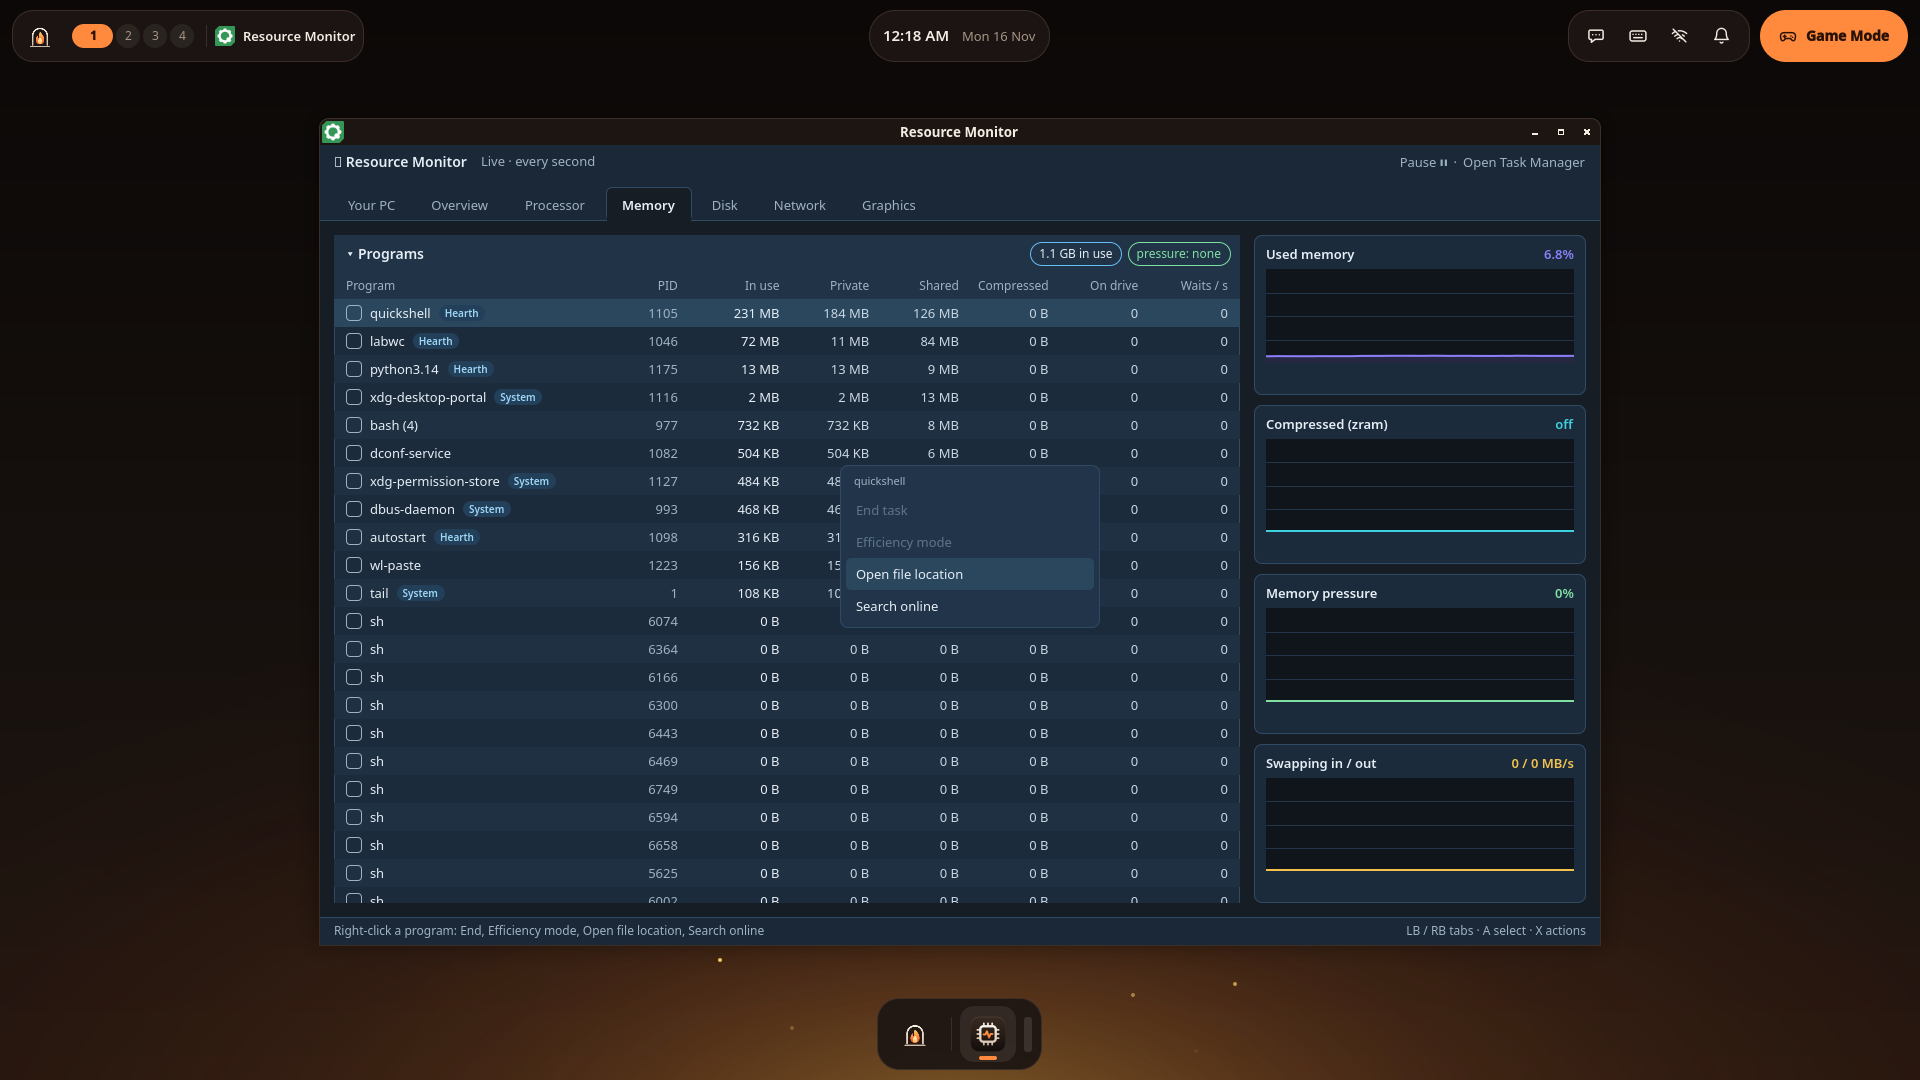 1 2 3 4 Resource Monitor
12:18 AM Mon 16 Nov
Game Mode
Resource Monitor
Resource Monitor Live · every second
Pause · Open Task Manager
Your PC Overview Processor Memory Disk Network Graphics
Programs 1.1 GB in use pressure: none
Program PID In use Private Shared Compressed On drive Waits / s
quickshell Hearth 1105 231 MB 184 MB 126 MB 0 B 0 0
labwc Hearth 1046 72 MB 11 MB 84 MB 0 B 0 0
python3.14 Hearth 1175 13 MB 13 MB 9 MB 0 B 0 0
xdg-desktop-portal System 1116 2 MB 2 MB 13 MB 0 B 0 0
bash (4) 977 732 KB 732 KB 8 MB 0 B 0 0
dconf-service 1082 504 KB 504 KB 6 MB 0 B 0 0
xdg-permission-store System 1127 484 KB 48 0 0
dbus-daemon System 993 468 KB 46 0 0
autostart Hearth 1098 316 KB 31 0 0
wl-paste 1223 156 KB 15 0 0
tail System 1 108 KB 10 0 0
sh 6074 0 B 0 0
sh 6364 0 B 0 B 0 B 0 B 0 0
sh 6166 0 B 0 B 0 B 0 B 0 0
sh 6300 0 B 0 B 0 B 0 B 0 0
sh 6443 0 B 0 B 0 B 0 B 0 0
sh 6469 0 B 0 B 0 B 0 B 0 0
sh 6749 0 B 0 B 0 B 0 B 0 0
sh 6594 0 B 0 B 0 B 0 B 0 0
sh 6658 0 B 0 B 0 B 0 B 0 0
sh 5625 0 B 0 B 0 B 0 B 0 0
sh 6002 0 B 0 B 0 B 0 B 0 0
quickshell
End task
Efficiency mode
Open file location
Search online
Used memory 6.8%
Compressed (zram) off
Memory pressure 0%
Swapping in / out 0 / 0 MB/s
Right-click a program: End, Efficiency mode, Open file location, Search online
LB / RB tabs · A select · X actions